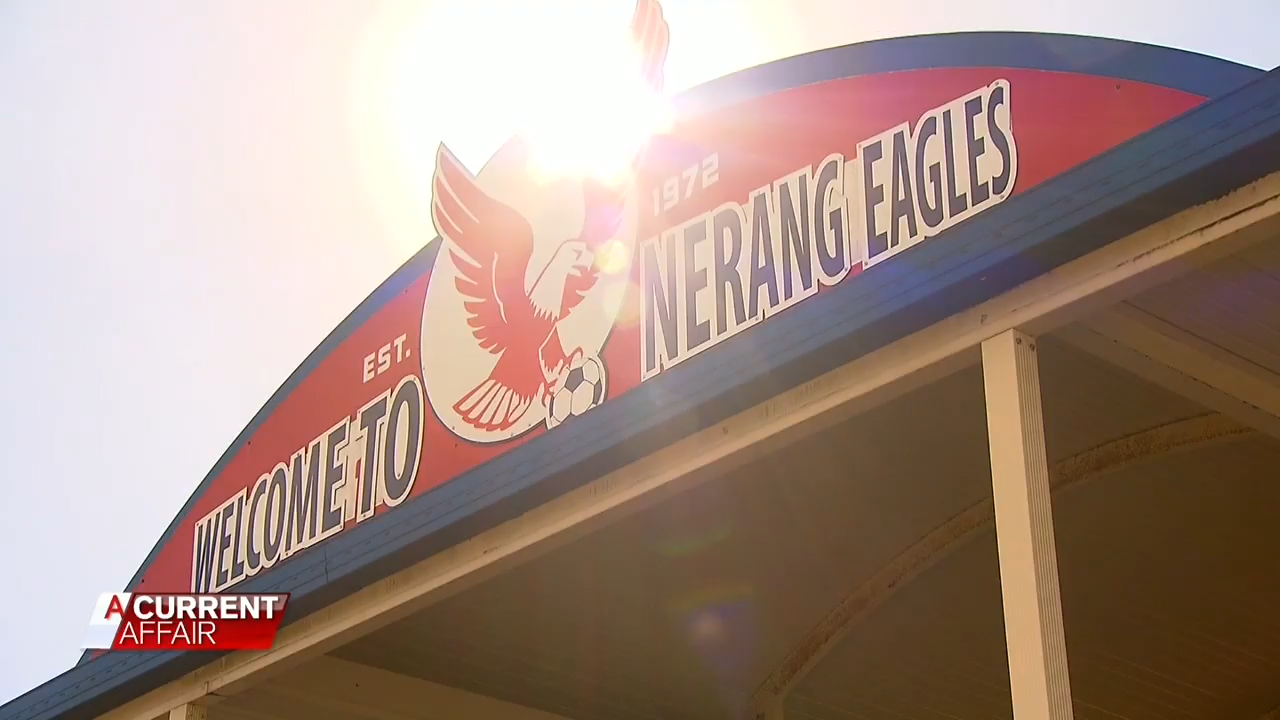 WELCOME TO
EST.
1972
NERANG EAGLES
A CURRENT
AFFAIR